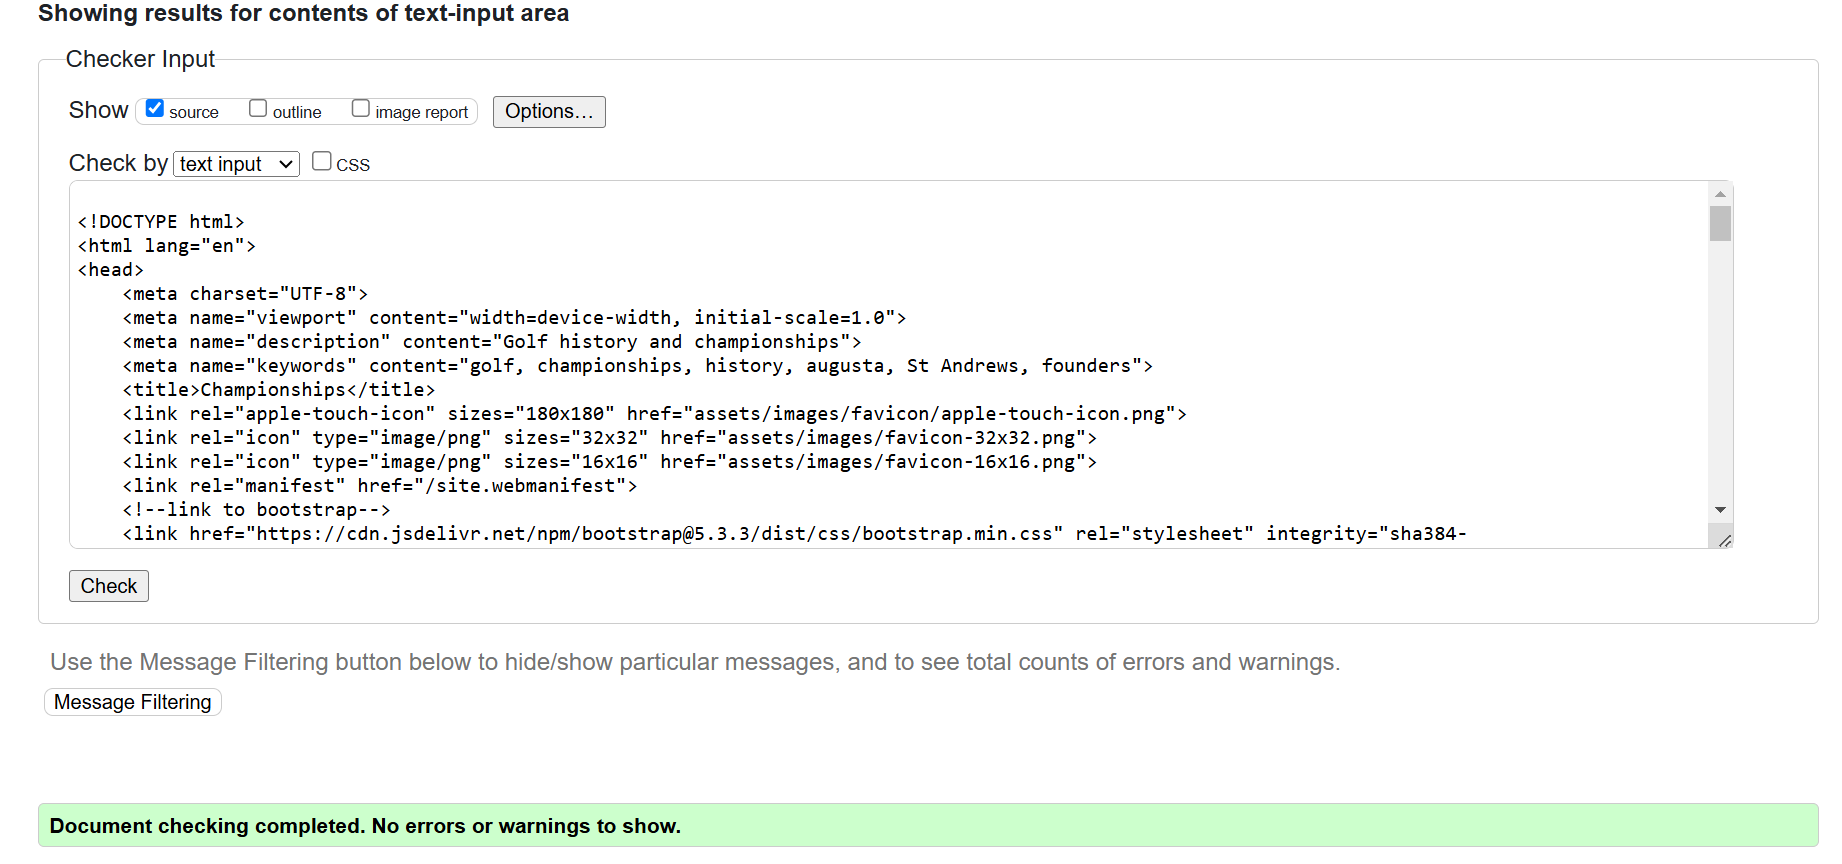 Showing results for contents of text-input area
Checker Input
Show source outline image report Options...
Check by text input CSS
<!DOCTYPE html>
<html lang="en">
<head>
    <meta charset="UTF-8">
    <meta name="viewport" content="width=device-width, initial-scale=1.0">
    <meta name="description" content="Golf history and championships">
    <meta name="keywords" content="golf, championships, history, augusta, St Andrews, founders">
    <title>Championships</title>
    <link rel="apple-touch-icon" sizes="180x180" href="assets/images/favicon/apple-touch-icon.png">
    <link rel="icon" type="image/png" sizes="32x32" href="assets/images/favicon-32x32.png">
    <link rel="icon" type="image/png" sizes="16x16" href="assets/images/favicon-16x16.png">
    <link rel="manifest" href="/site.webmanifest">
    <!--link to bootstrap-->
    <link href="https://cdn.jsdelivr.net/npm/bootstrap@5.3.3/dist/css/bootstrap.min.css" rel="stylesheet" integrity="sha384-
Check
Use the Message Filtering button below to hide/show particular messages, and to see total counts of errors and warnings.
Message Filtering
Document checking completed. No errors or warnings to show.